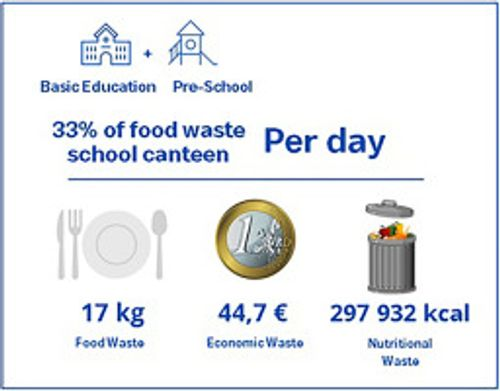 +
Basic Education Pre-School
33% of food waste
school canteen
Per day
1
17 kg 44,7 € 297 932 kcal
Food Waste Economic Waste Nutritional
Waste